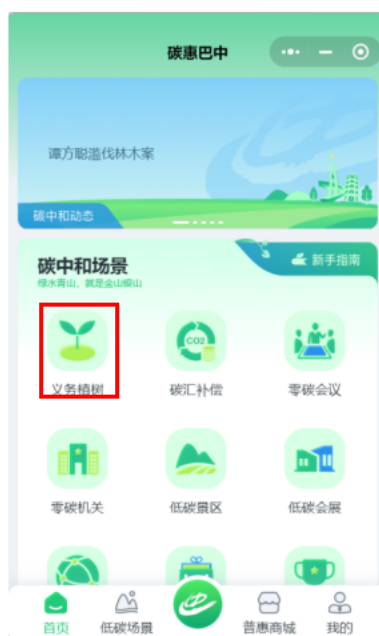 碳惠巴中
谭方聪滥伐林木案
碳中和动态
碳中和场景
新手指南
绿水青山，就是金山银山
义务植树
CO2
碳汇补偿
零碳会议
零碳机关
低碳景区
低碳会展
首页
低碳场景
普惠商城
我的